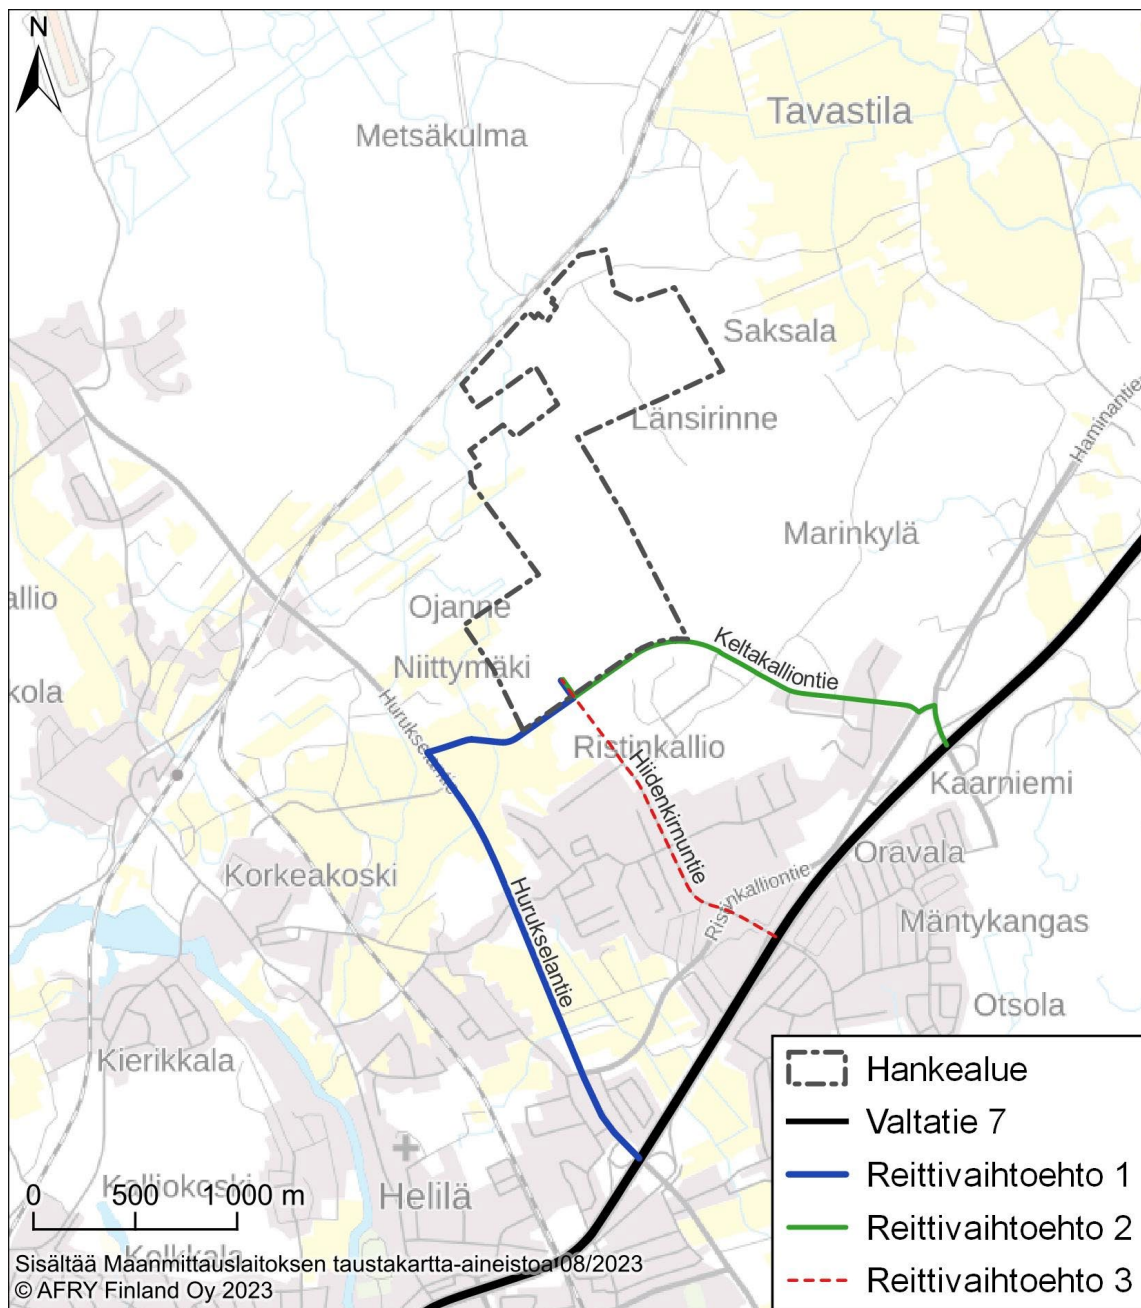 N
Tavastila
Metsäkulma
Saksala
Länsirinne
Haminantie
Marinkylä
allio
Ojanne
Keltakalliontie
Niittymäki
kola
Hurukselantie
Ristinkallio
Hiidenkirnuntie
Kaarniemi
Oravala
Korkeakoski
Ristinkalliontie
Mäntykangas
Hurukselantie
Otsola
Kierikkala
Hankealue
Valtatie 7
Kalliokoski
Helilä
0 500 1 000 m
Reittivaihtoehto 1
Reittivaihtoehto 2
Kolkkala
Sisältää Maanmittauslaitoksen taustakartta-aineistoa 08/2023
© AFRY Finland Oy 2023
Reittivaihtoehto 3